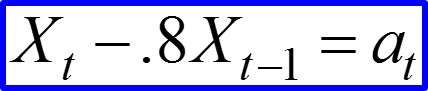 X_t − .8X_{t−1} = a_t